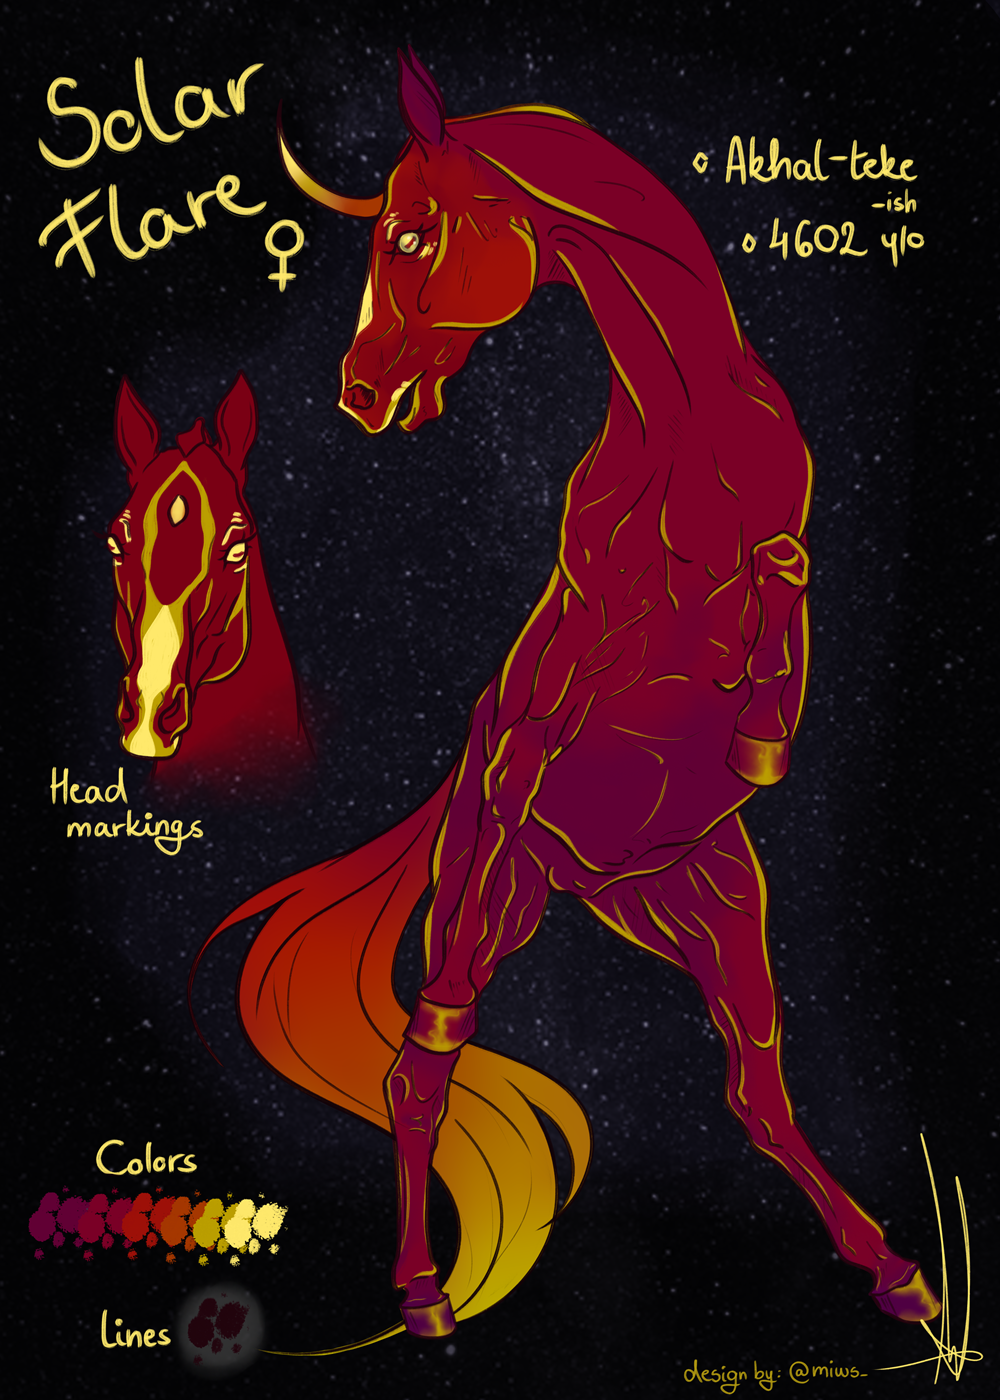 Solar
Flare ♀
◇ Akhal-teke
-ish
◇ 4602 y/o
Head
markings
Colors
Lines
design by: @miws_